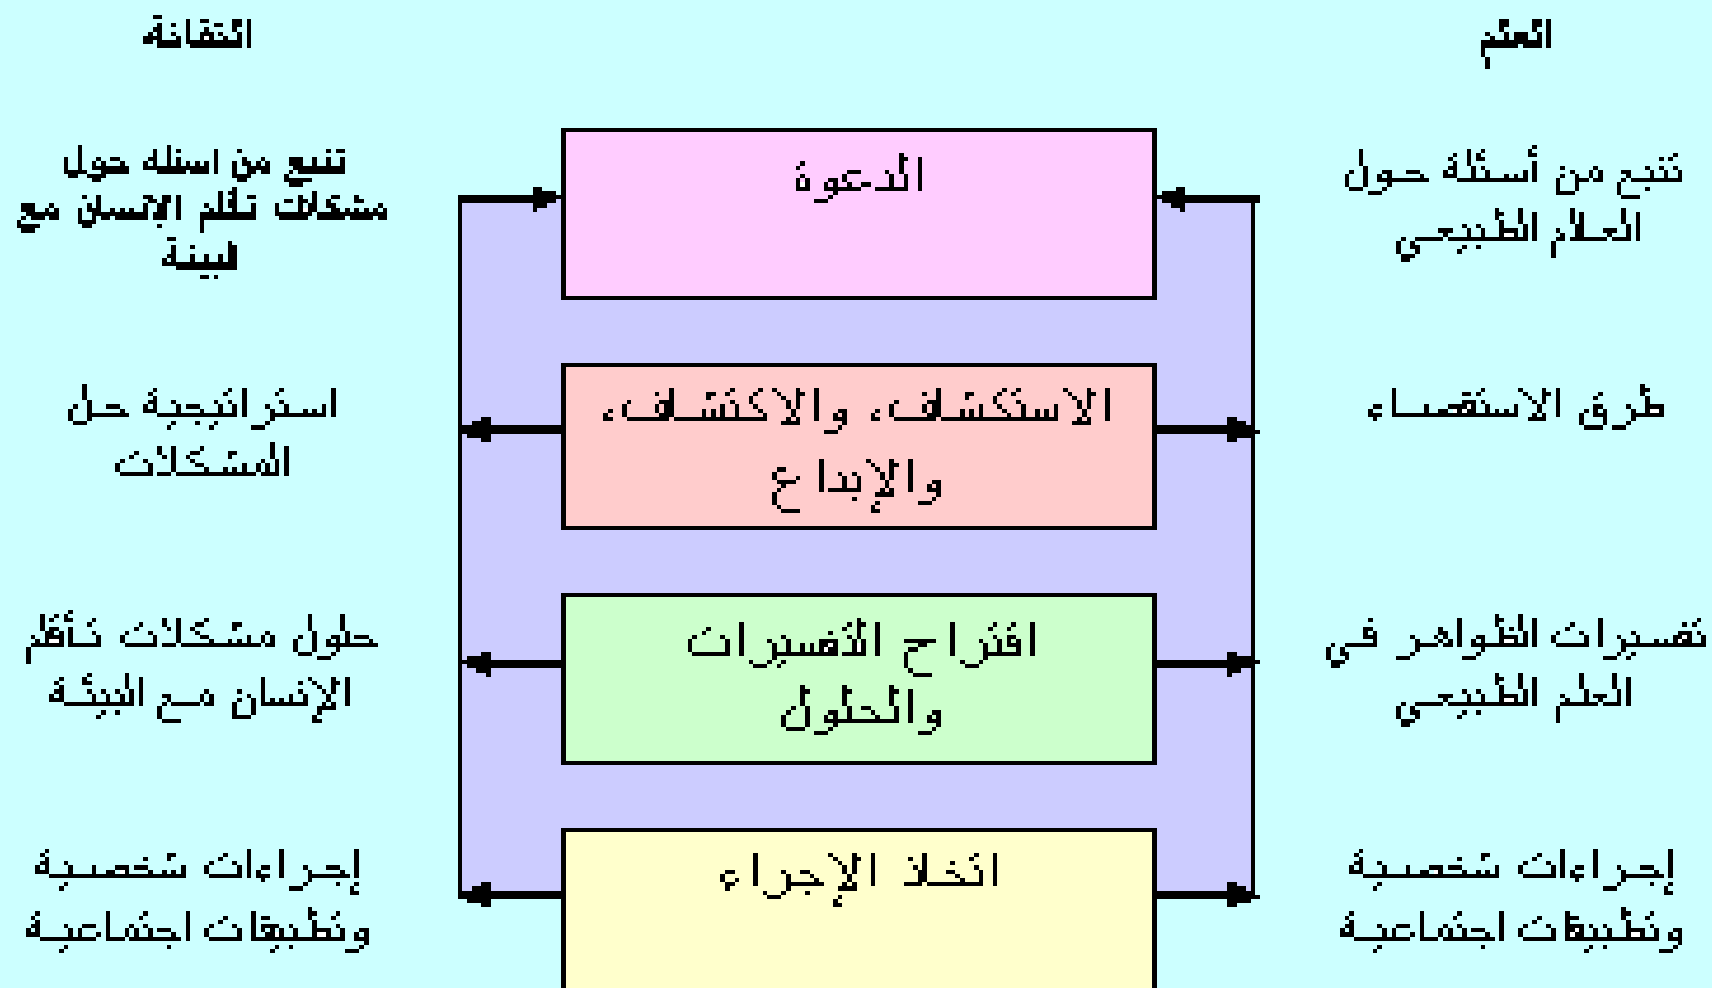 العلم
التقانة
تنبع من أسئلة حول
العلام الطبيعي
الدعوة
تنبع من اسئله حول
مشكلات تأقلم الإنسان مع
البيئة
طرق الاستقصاء
الاستكشاف، والاكتشاف،
والإبداع
استراتيجية حل
المشكلات
تفسيرات الظواهر في
العلم الطبيعي
اقتراح التفسيرات
والحلول
حلول مشكلات تأقلم
الإنسان مع البيئة
إجراءات شخصية
وتطبيقات اجتماعية
اتخاذ الإجراء
إجراءات شخصية
وتطبيقات اجتماعية